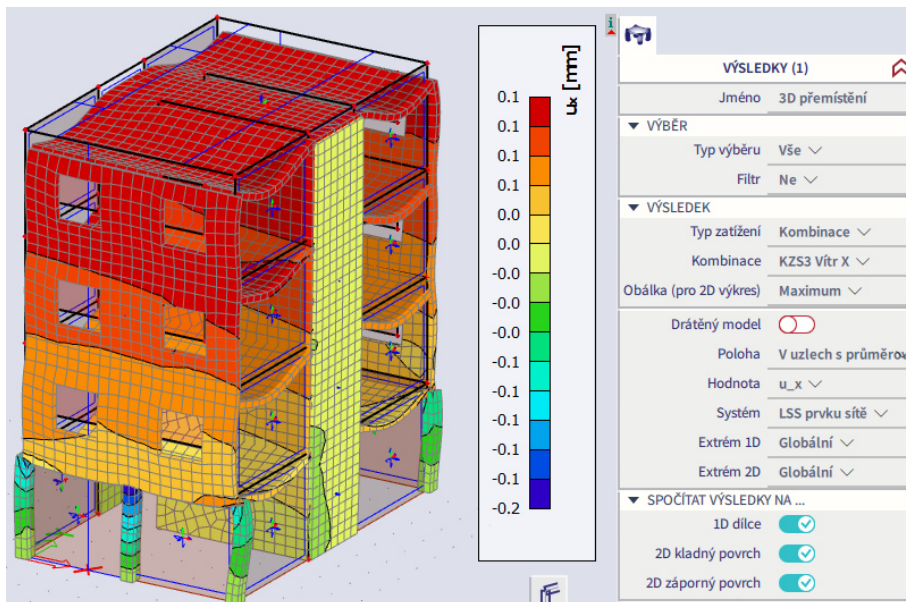 ux [mm]
0.1
0.1
0.1
0.1
0.0
0.0
-0.0
-0.0
-0.0
-0.1
-0.1
-0.1
-0.1
-0.2
VÝSLEDKY (1)
Jméno 3D přemístění
VÝBĚR
Typ výběru Vše
Filtr Ne
VÝSLEDEK
Typ zatížení Kombinace
Kombinace KZS3 Vítr X
Obálka (pro 2D výkres) Maximum
Drátěný model
Poloha V uzlech s průměro
Hodnota u_x
Systém LSS prvku sítě
Extrém 1D Globální
Extrém 2D Globální
SPOČÍTAT VÝSLEDKY NA ...
1D dílce
2D kladný povrch
2D záporný povrch